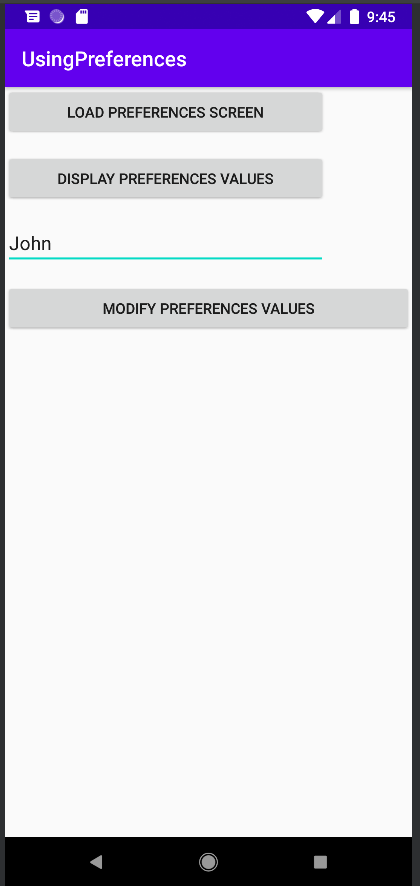 9:45
UsingPreferences
LOAD PREFERENCES SCREEN
DISPLAY PREFERENCES VALUES
John
MODIFY PREFERENCES VALUES